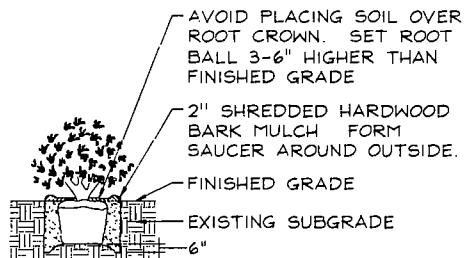 AVOID PLACING SOIL OVER
ROOT CROWN. SET ROOT
BALL 3-6" HIGHER THAN
FINISHED GRADE
2" SHREDDED HARDWOOD
BARK MULCH FORM
SAUCER AROUND OUTSIDE.
FINISHED GRADE
EXISTING SUBGRADE
6"